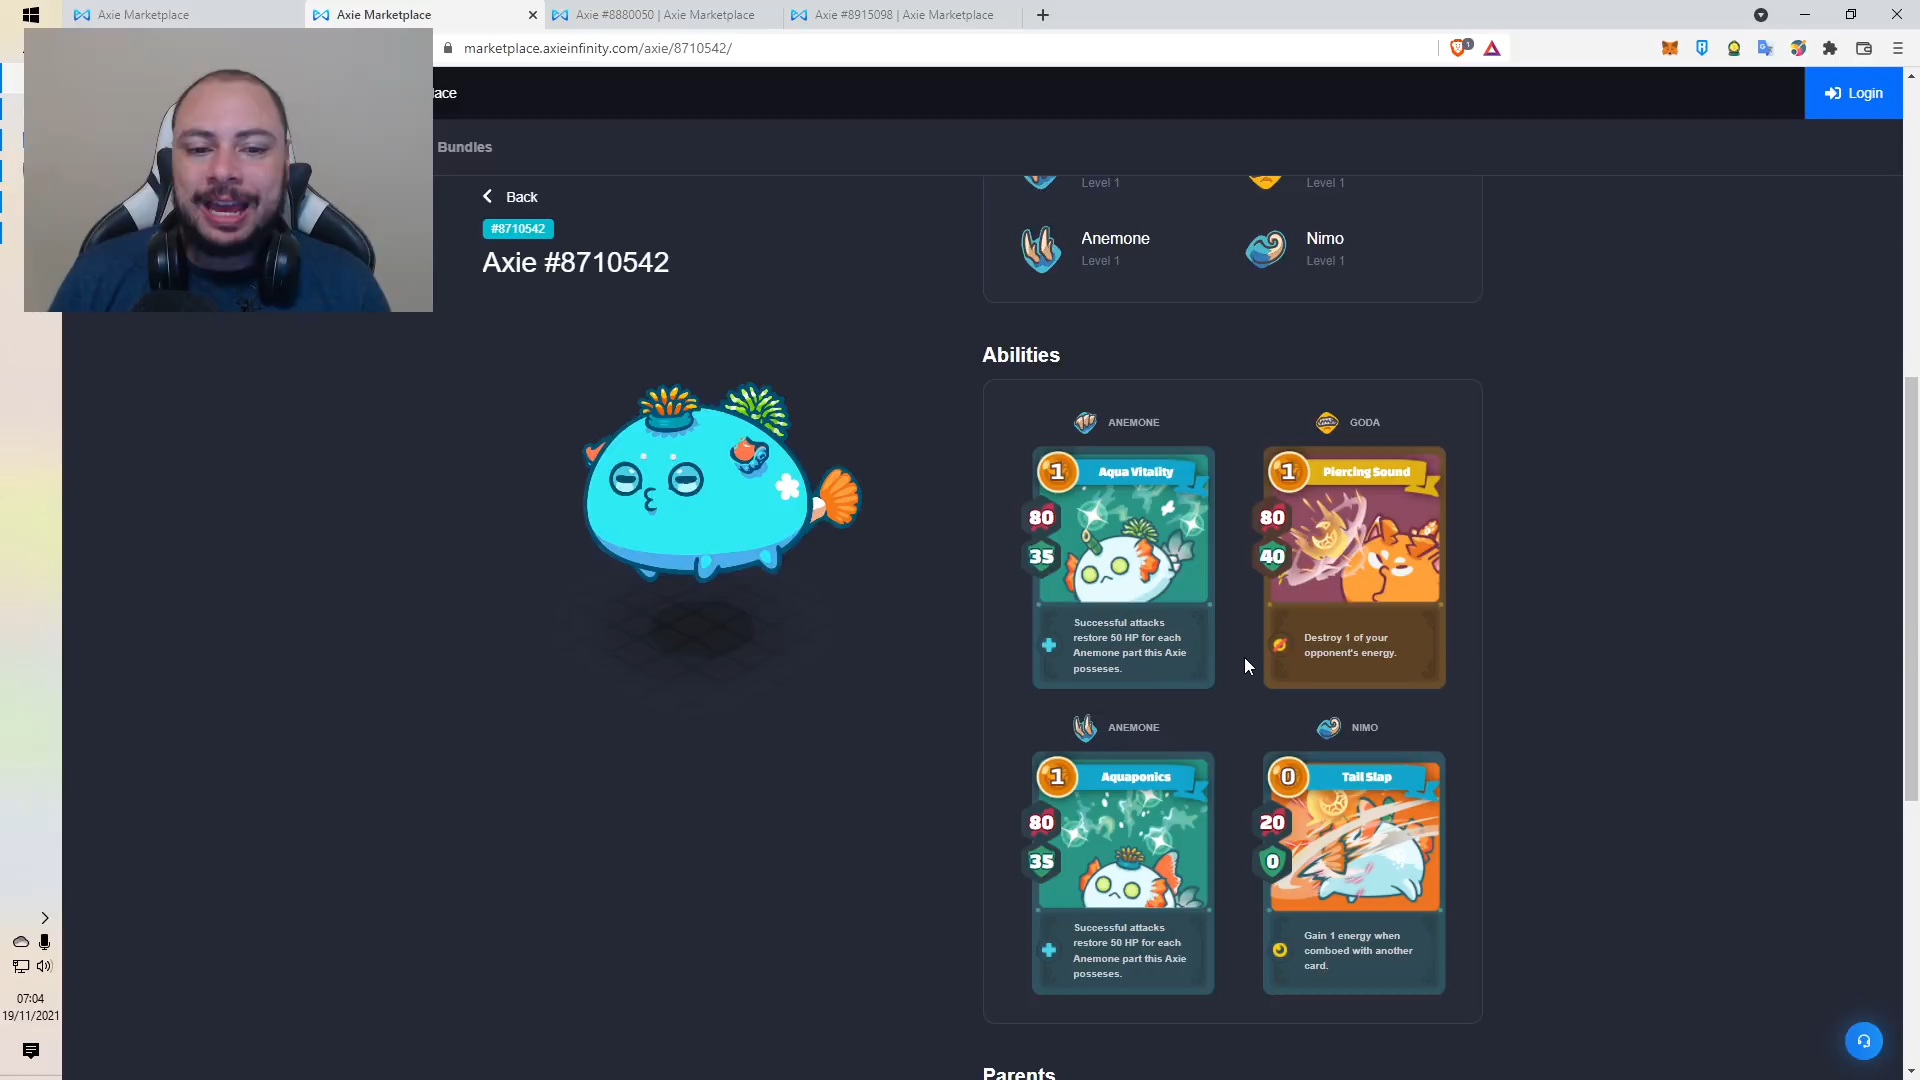 Axie Marketplace
Axie Marketplace
Axie #8880050 | Axie Marketplace
Axie #8915098 | Axie Marketplace
marketplace.axieinfinity.com/axie/8710542/
1
lace
Login
Bundles
Back
#8710542
Axie #8710542
Level 1
Level 1
Anemone
Level 1
Nimo
Level 1
Abilities
ANEMONE
1
Aqua Vitality
80
35
Successful attacks
restore 50 HP for each
Anemone part this Axie
posseses.
GODA
1
Piercing Sound
80
40
Destroy 1 of your
opponent's energy.
ANEMONE
1
Aquaponics
80
35
Successful attacks
restore 50 HP for each
Anemone part this Axie
posseses.
NIMO
0
Tail Slap
20
0
Gain 1 energy when
comboed with another
card.
Parents
07:04
19/11/2021